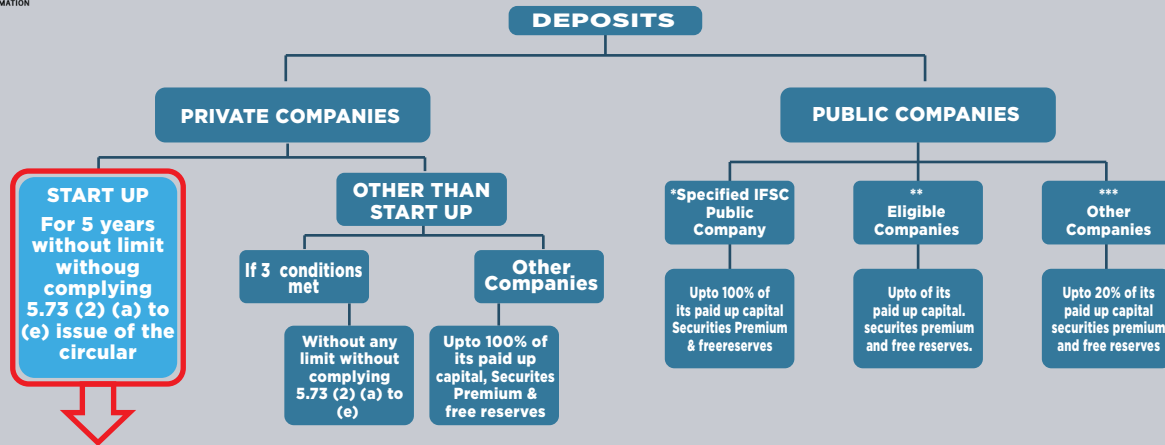 MATION
DEPOSITS
PRIVATE COMPANIES
PUBLIC COMPANIES
START UP
For 5 years
without limit
withoug
complying
5.73 (2) (a) to
(e) issue of the
circular
OTHER THAN
START UP
If 3 conditions
met
Other
Companies
Without any
limit without
complying
5.73 (2) (a) to
(e)
Upto 100% of
its paid up
capital, Securites
Premium &
free reserves
*Specified IFSC
Public
Company
**
Eligible
Companies
***
Other
Companies
Upto 100% of
its paid up capital
Securities Premium
& freereserves
Upto of its
paid up capital.
securites premium
and free reserves.
Upto 20% of its
paid up capital
securities premium
and free reserves